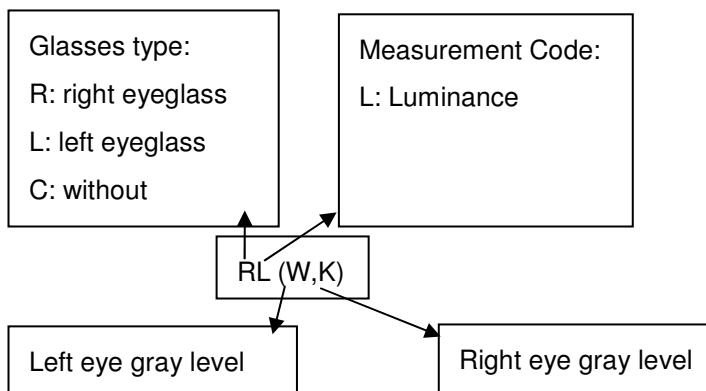 Glasses type:
R: right eyeglass
L: left eyeglass
C: without
Measurement Code:
L: Luminance
RL (W,K)
Left eye gray level
Right eye gray level